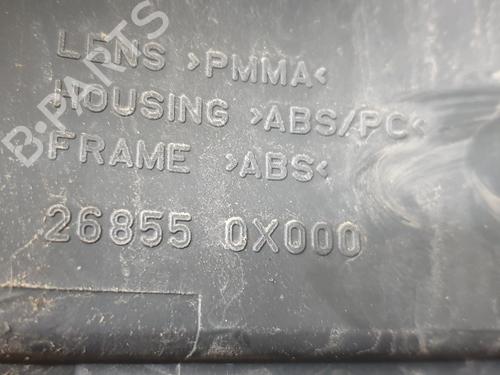 LENS >PMMA<
HOUSING >ABS/PC<
FRAME >ABS<
26855 0X000
B-PARTS